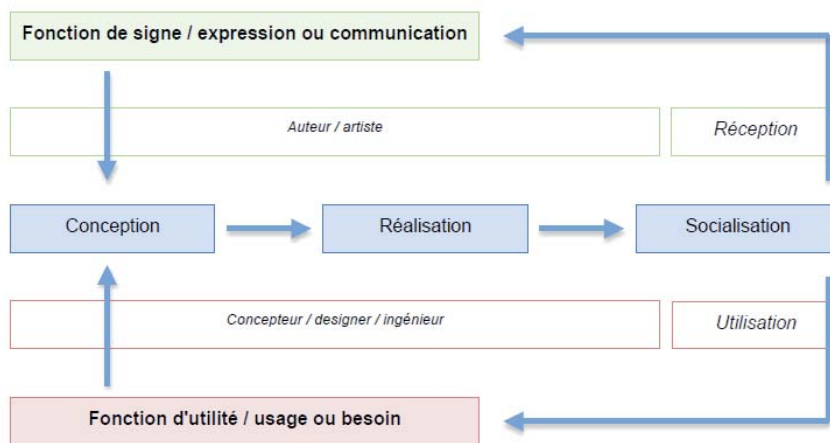 Fonction de signe / expression ou communication
Auteur / artiste
Réception
Conception
Réalisation
Socialisation
Concepteur / designer / ingénieur
Utilisation
Fonction d'utilité / usage ou besoin